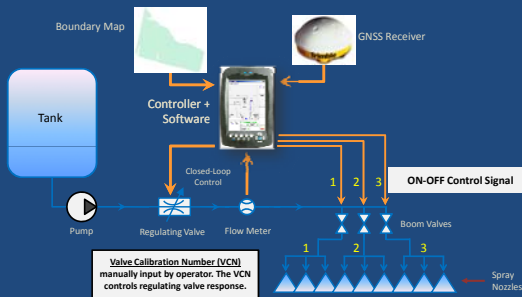 Boundary Map
GNSS Receiver
Trimble
Controller +
Software
Tank
Closed-Loop
Control
1 2 3
ON-OFF Control Signal
Pump
Regulating Valve
Flow Meter
Boom Valves
1 2 3
Valve Calibration Number (VCN)
manually input by operator. The VCN
controls regulating valve response.
Spray
Nozzles